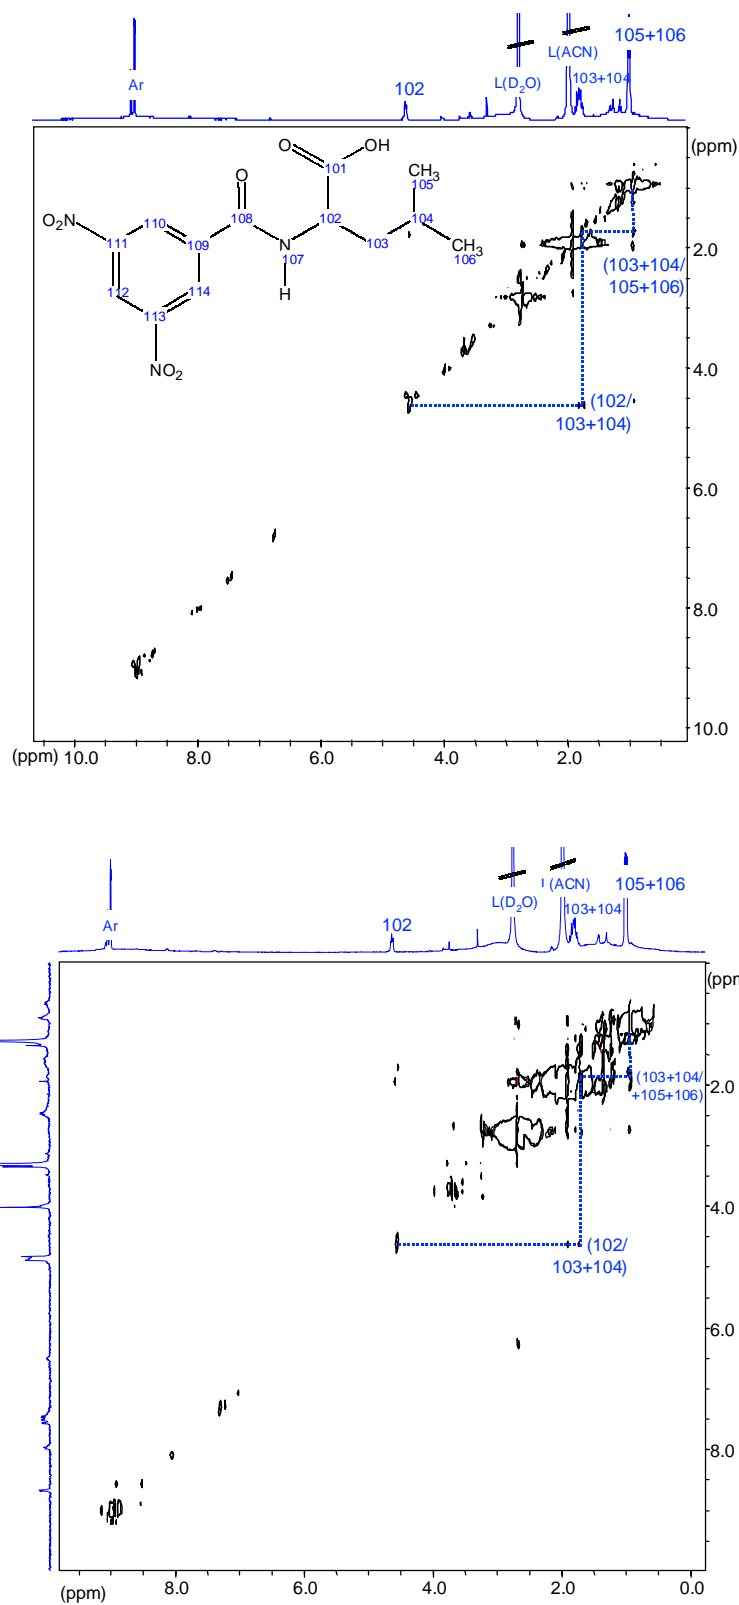 105+106
L(ACN)
103+104
Ar
L(D2O)
102
(ppm)
O
OH
101
CH3
105
O
O2N
110
108
102
104
111
109
N
103
CH3
107
106
2.0
(103+104/
105+106)
112
114
H
113
NO2
4.0
(102/
103+104)
6.0
8.0
10.0
(ppm) 10.0 8.0 6.0 4.0 2.0
105+106
(ACN)
L(D2O)
103+104
Ar
102
(ppm
(103+104/
+105+106)
2.0
4.0
(102/
103+104)
6.0
8.0
(ppm) 8.0 6.0 4.0 2.0 0.0